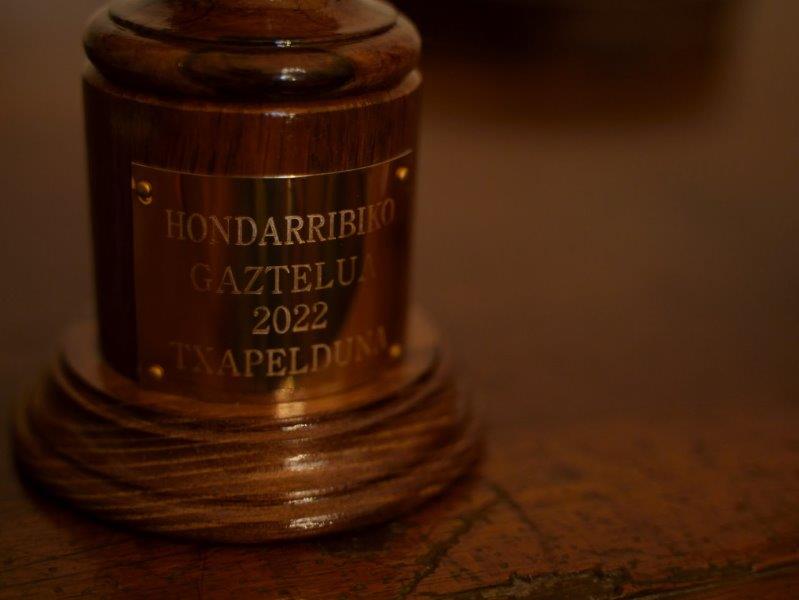 HONDARRIBIKO
GAZTELUA
2022
TXAPELDUNA